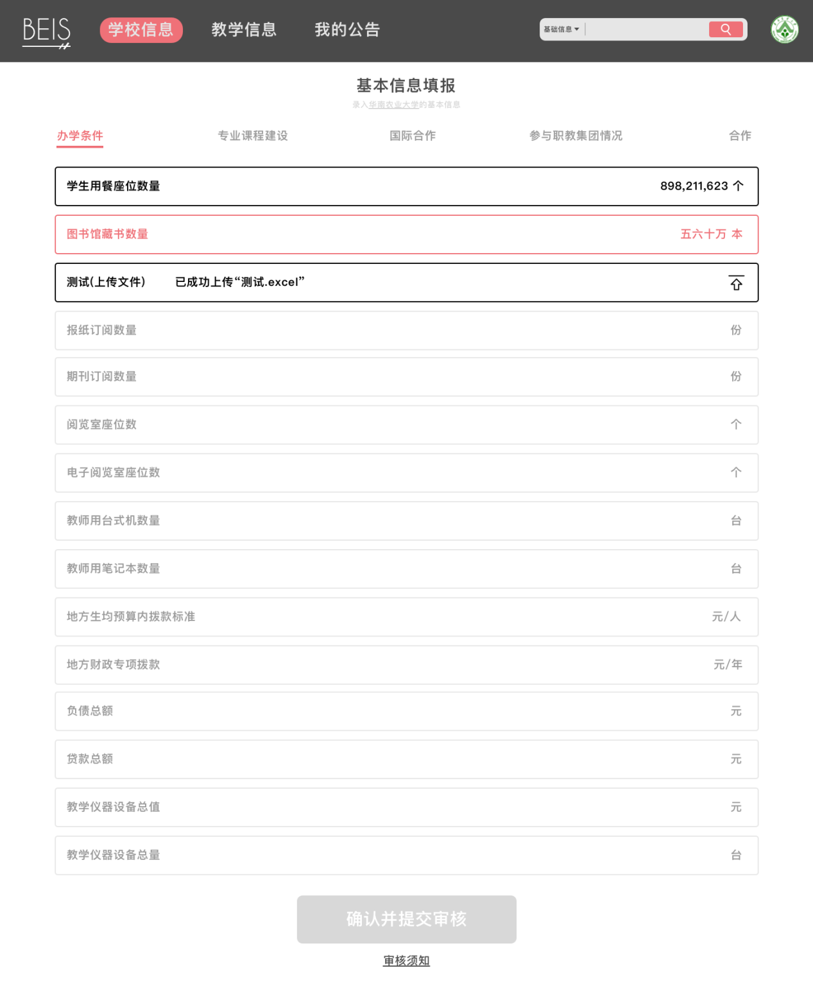 BEIS 学校信息 教学信息 我的公告 基础信息
基本信息填报
录入华南农业大学的基本信息
办学条件 专业课程建设 国际合作 参与职教集团情况 合作
学生用餐座位数量 898,211,623 个
图书馆藏书数量 五六十万 本
测试(上传文件) 已成功上传“测试.excel”
报纸订阅数量 份
期刊订阅数量 份
阅览室座位数 个
电子阅览室座位数 个
教师用台式机数量 台
教师用笔记本数量 台
地方生均预算内拨款标准 元/人
地方财政专项拨款 元/年
负债总额 元
贷款总额 元
教学仪器设备总值 元
教学仪器设备总量 台
确认并提交审核
审核须知